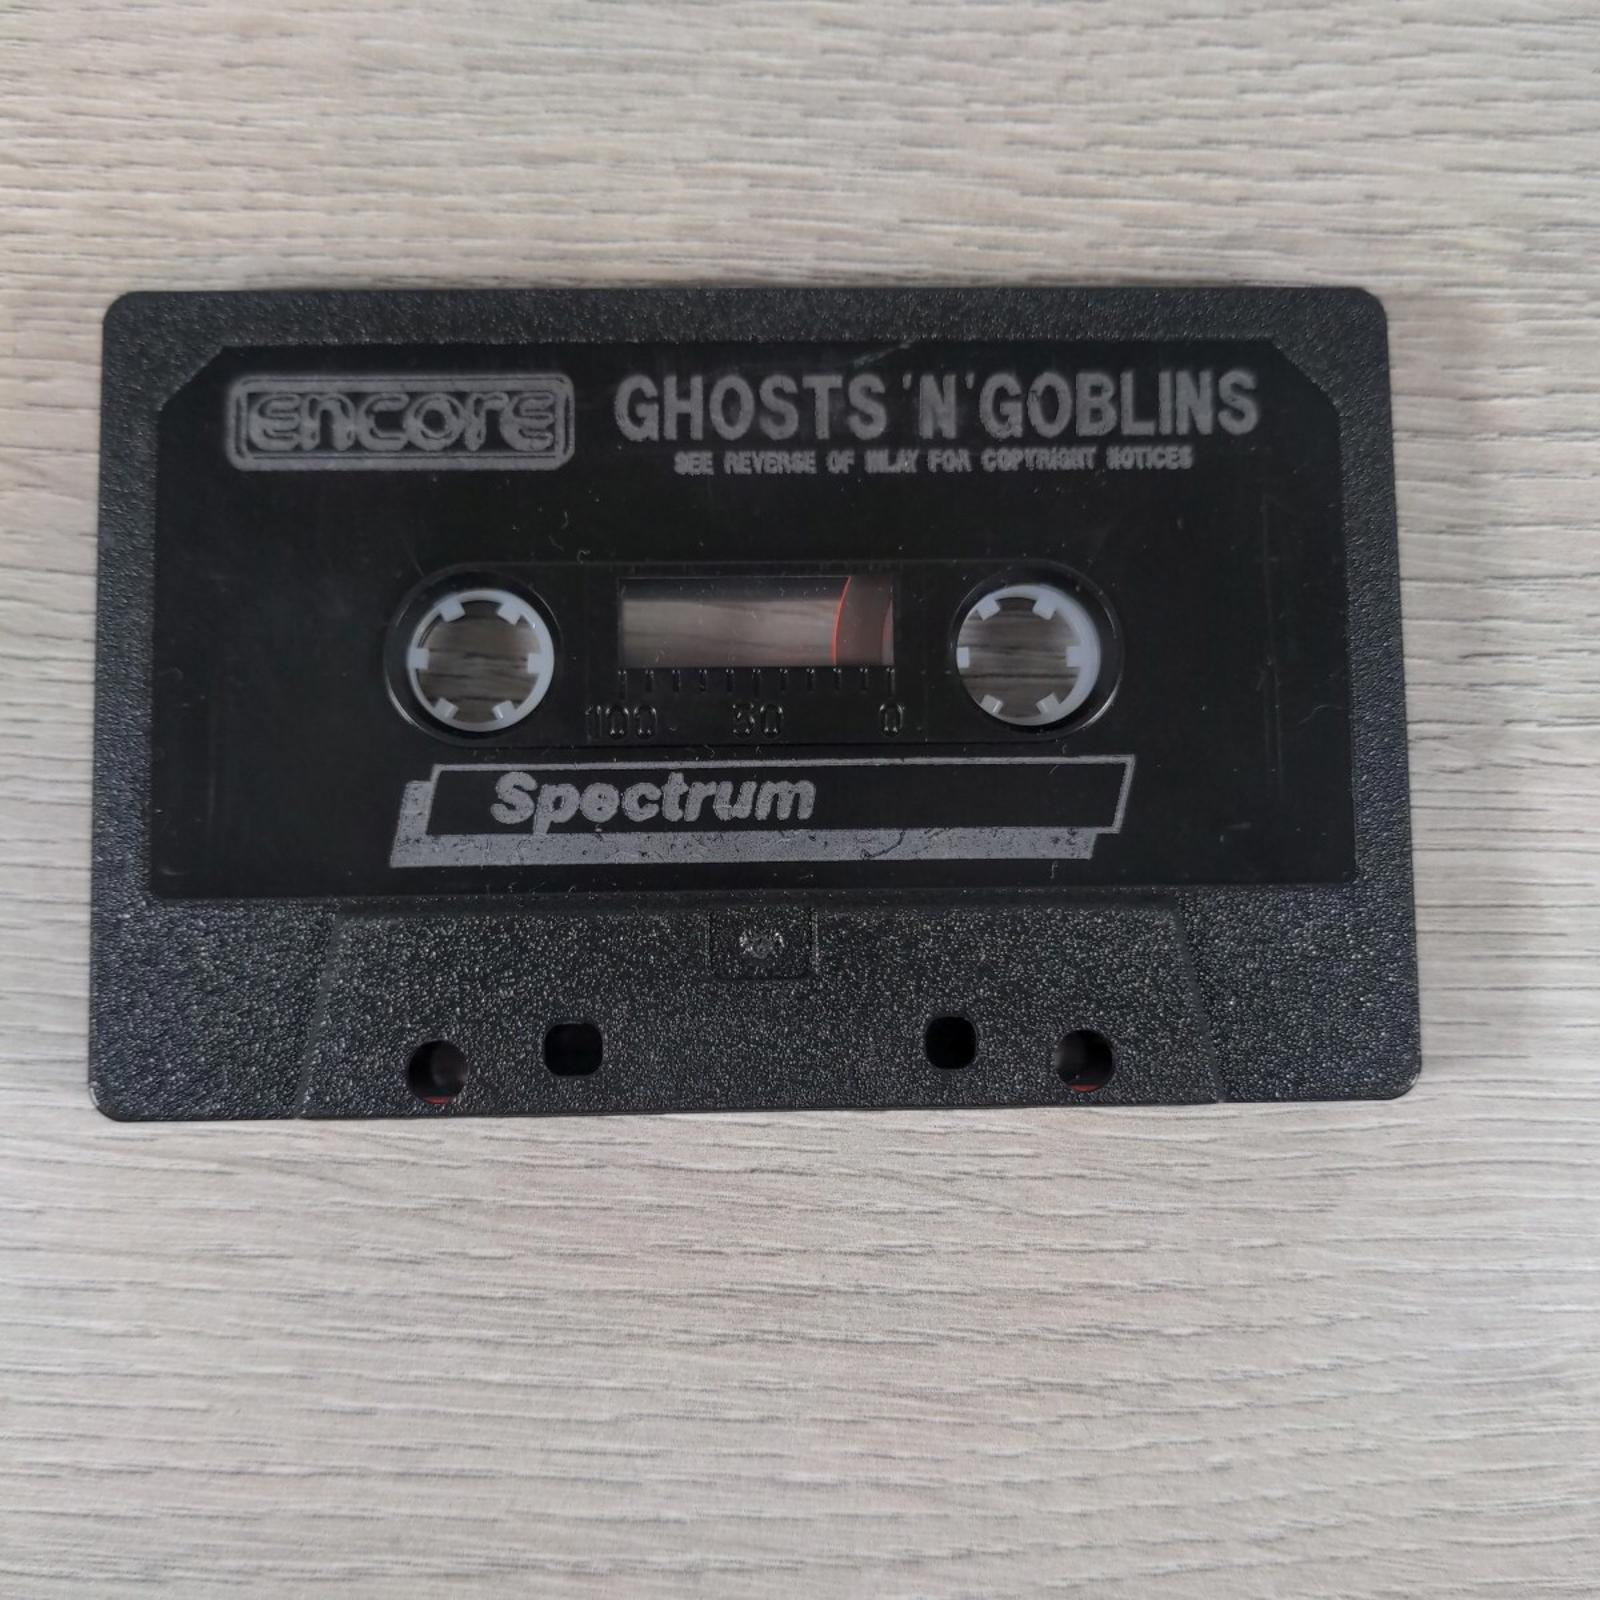 encore
GHOSTS 'N' GOBLINS
SEE REVERSE OF INLAY FOR COPYRIGHT NOTICES
100 50 0
Spectrum